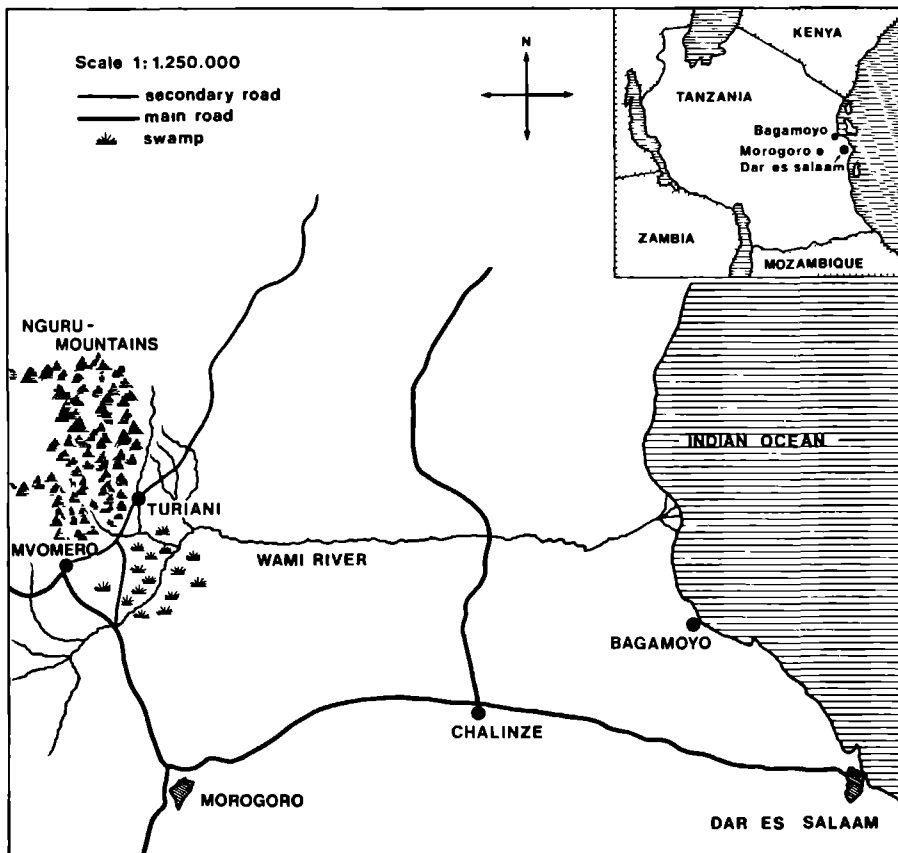 Scale 1:1.250.000
secondary road
main road
swamp
N
KENYA
TANZANIA
Bagamoyo
Morogoro
Dar es salaam
ZAMBIA
MOZAMBIQUE
NGURU-
MOUNTAINS
INDIAN OCEAN
TURIANI
MVOMERO
WAMI RIVER
BAGAMOYO
CHALINZE
MOROGORO
DAR ES SALAAM